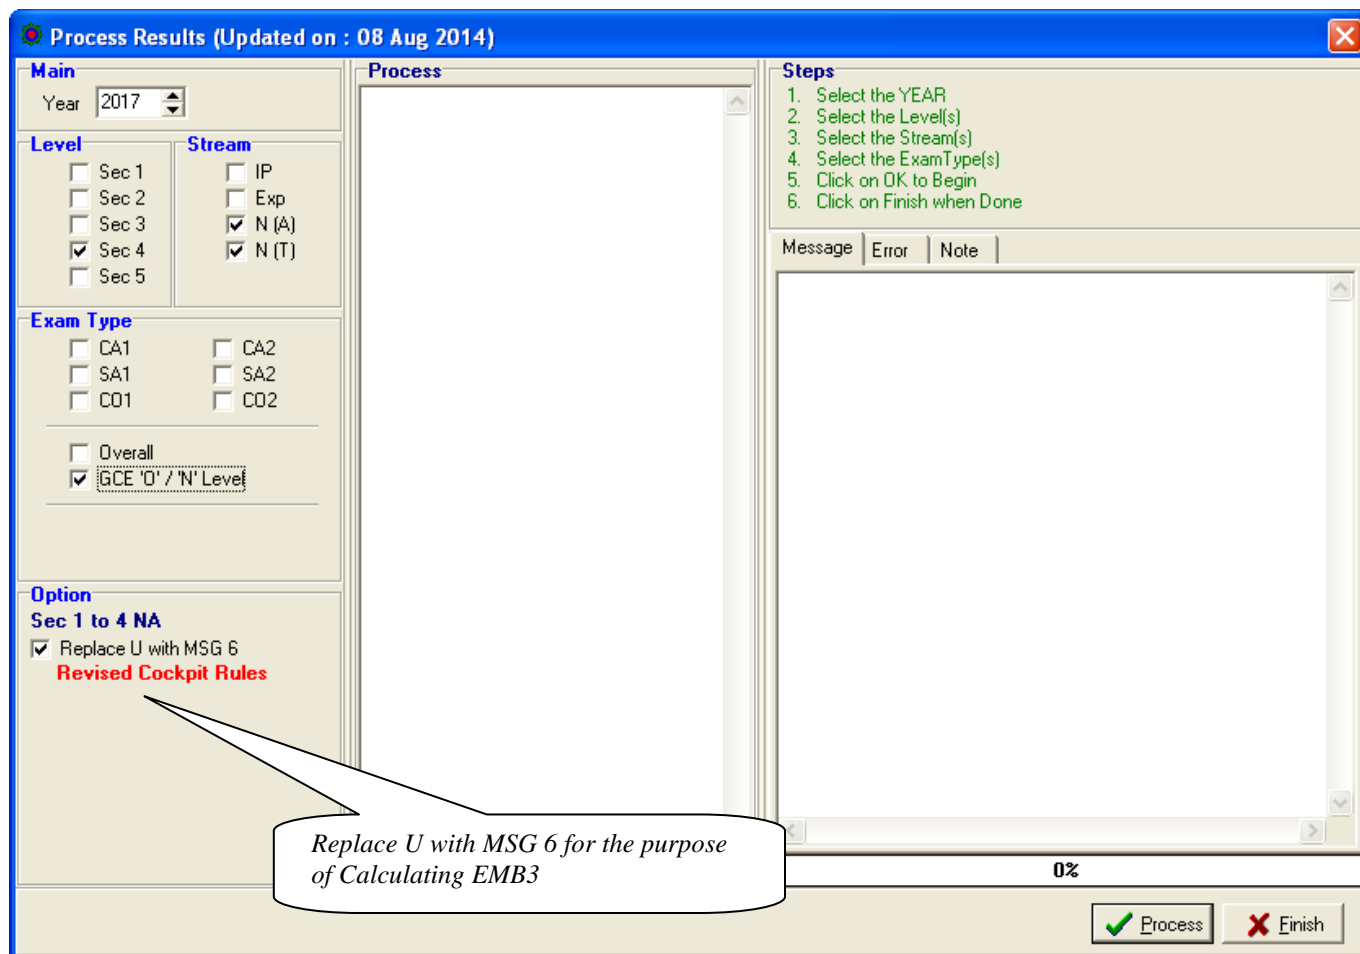 Process Results (Updated on : 08 Aug 2014)
Main
Year 2017
Level
Sec 1
Sec 2
Sec 3
Sec 4
Sec 5
Stream
IP
Exp
N (A)
N (T)
Exam Type
CA1 CA2
SA1 SA2
CO1 CO2
Overall
GCE 'O' / 'N' Level
Option
Sec 1 to 4 NA
Replace U with MSG 6
Revised Cockpit Rules
Process
Steps
1. Select the YEAR
2. Select the Level(s)
3. Select the Stream(s)
4. Select the ExamType(s)
5. Click on OK to Begin
6. Click on Finish when Done
Message Error Note
Replace U with MSG 6 for the purpose
of Calculating EMB3
0%
Process Finish